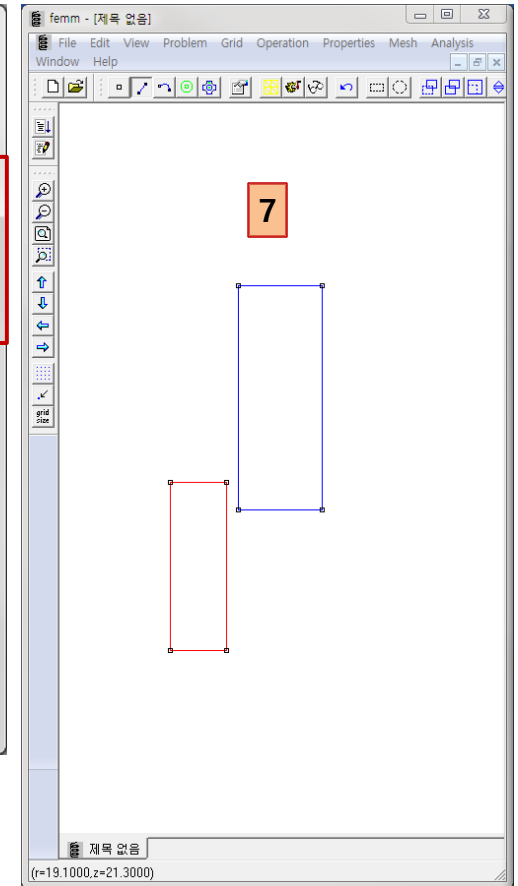 femm - [제목 없음]
File Edit View Problem Grid Operation Properties Mesh Analysis
Window Help
7
grid
size
제목 없음
(r=19.1000,z=21.3000)